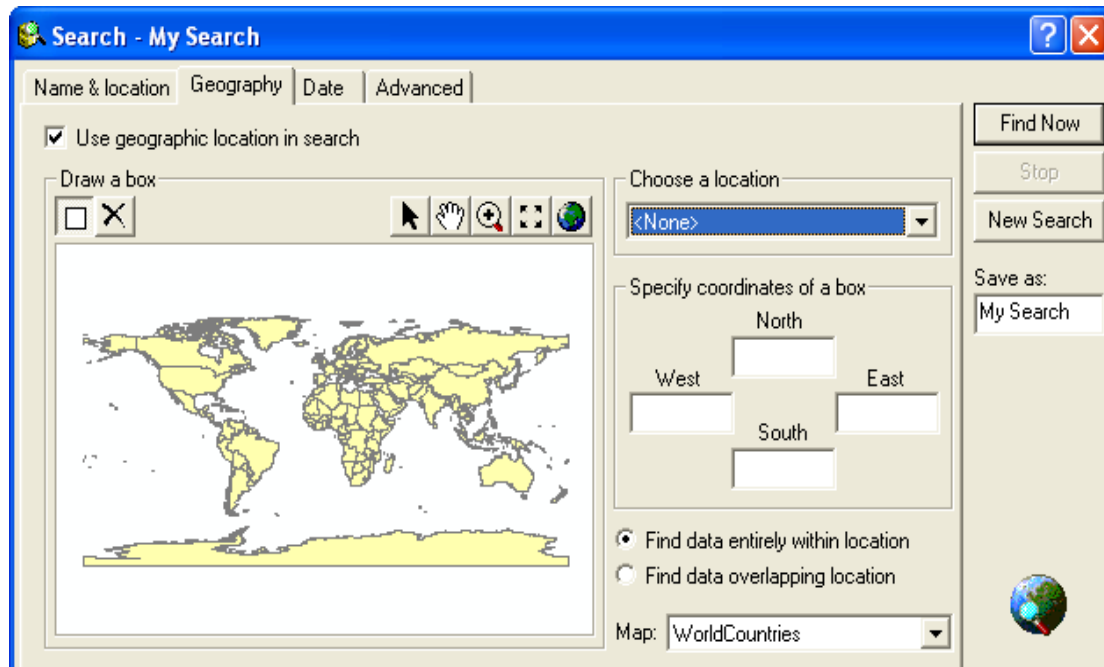 Search - My Search
Name & location
Geography
Date
Advanced
Use geographic location in search
Draw a box
Choose a location
<None>
Specify coordinates of a box
North
West
East
South
Find data entirely within location
Find data overlapping location
Map:
WorldCountries
Find Now
Stop
New Search
Save as:
My Search